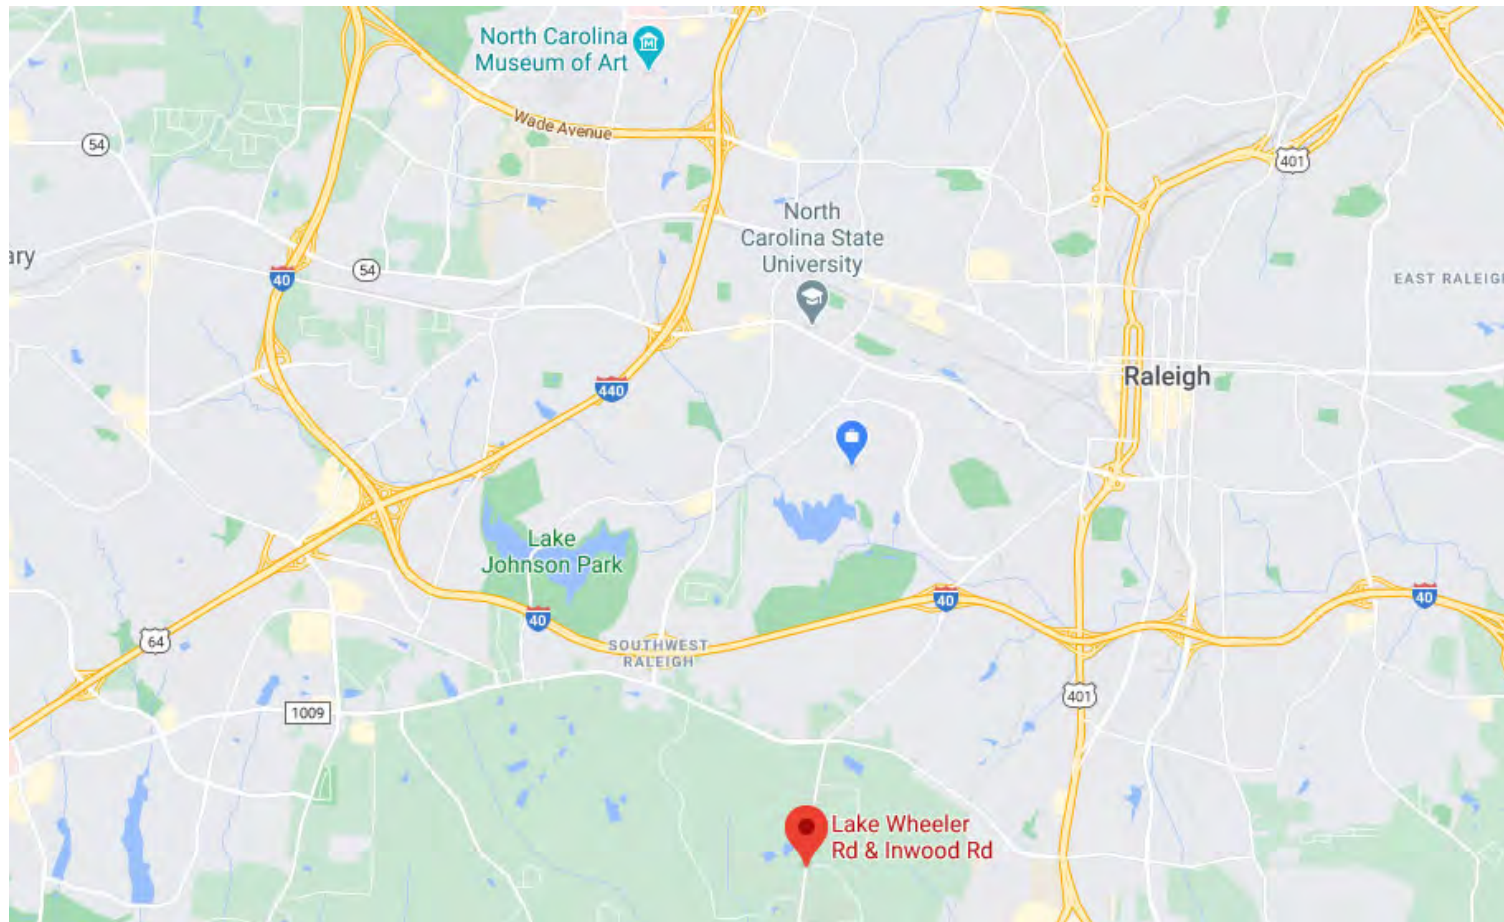 North Carolina
Museum of Art
Wade Avenue
54
401
North
Carolina State
University
ary
54
40
EAST RALEIG
440
Raleigh
Lake
Johnson Park
40
40
40
64
SOUTHWEST
RALEIGH
1009
401
Lake Wheeler
Rd & Inwood Rd